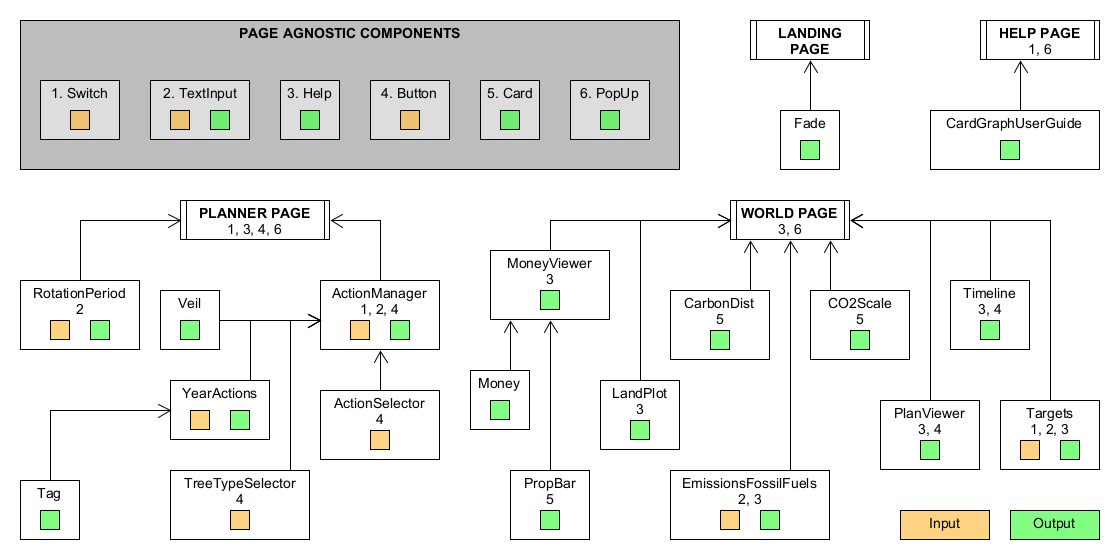 PAGE AGNOSTIC COMPONENTS
1. Switch
2. TextInput
3. Help
4. Button
5. Card
6. PopUp
LANDING
PAGE
Fade
HELP PAGE
1, 6
CardGraphUserGuide
PLANNER PAGE
1, 3, 4, 6
RotationPeriod
2
Veil
ActionManager
1, 2, 4
YearActions
ActionSelector
4
Tag
TreeTypeSelector
4
WORLD PAGE
3, 6
MoneyViewer
3
CarbonDist
5
CO2Scale
5
Timeline
3, 4
Money
LandPlot
3
PlanViewer
3, 4
Targets
1, 2, 3
PropBar
5
EmissionsFossilFuels
2, 3
Input
Output